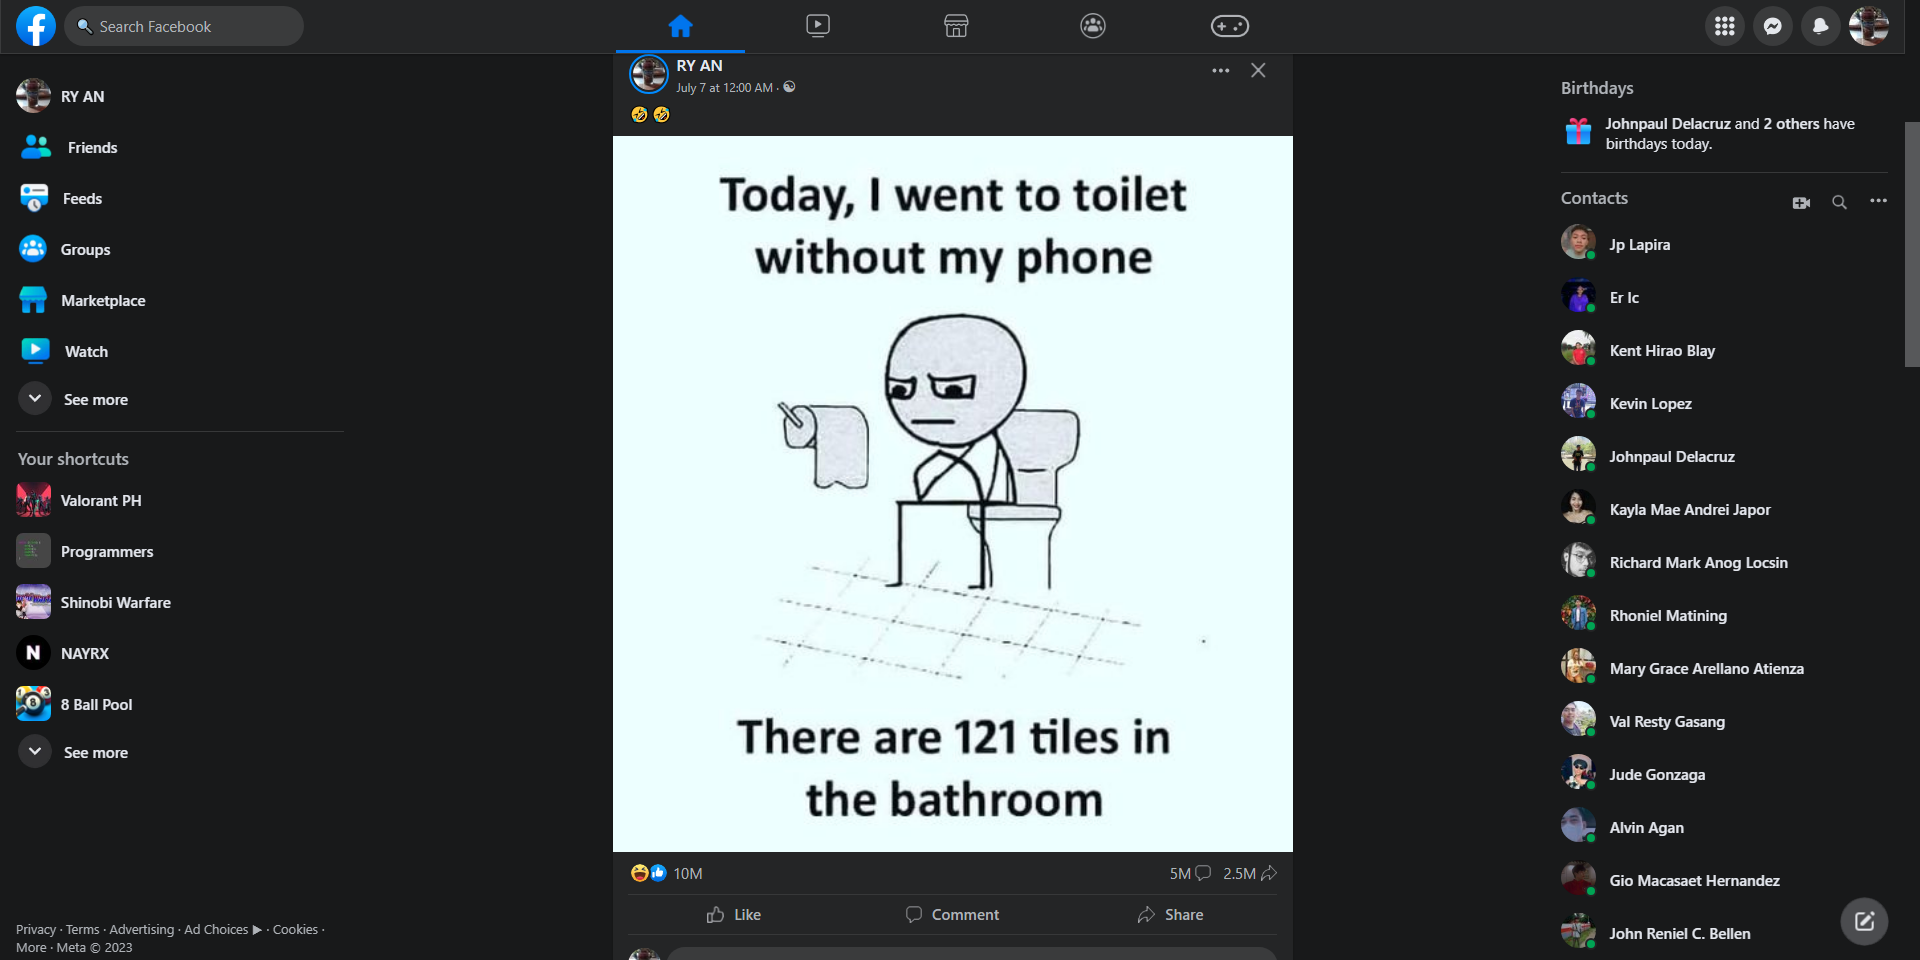 Search Facebook
RY AN
Friends
Feeds
Groups
Marketplace
Watch
See more
Your shortcuts
Valorant PH
Programmers
Shinobi Warfare
N NAYRX
8 8 Ball Pool
See more
Privacy · Terms · Advertising · Ad Choices ▶ · Cookies ·
More · Meta © 2023
RY AN
July 7 at 12:00 AM ·
🤣 🤣
Today, I went to toilet
without my phone
There are 121 tiles in
the bathroom
10M 5M 2.5M
Like Comment Share
Birthdays
Johnpaul Delacruz and 2 others have
birthdays today.
Contacts
Jp Lapira
Er Ic
Kent Hirao Blay
Kevin Lopez
Johnpaul Delacruz
Kayla Mae Andrei Japor
Richard Mark Anog Locsin
Rhoniel Matining
Mary Grace Arellano Atienza
Val Resty Gasang
Jude Gonzaga
Alvin Agan
Gio Macasaet Hernandez
John Reniel C. Bellen